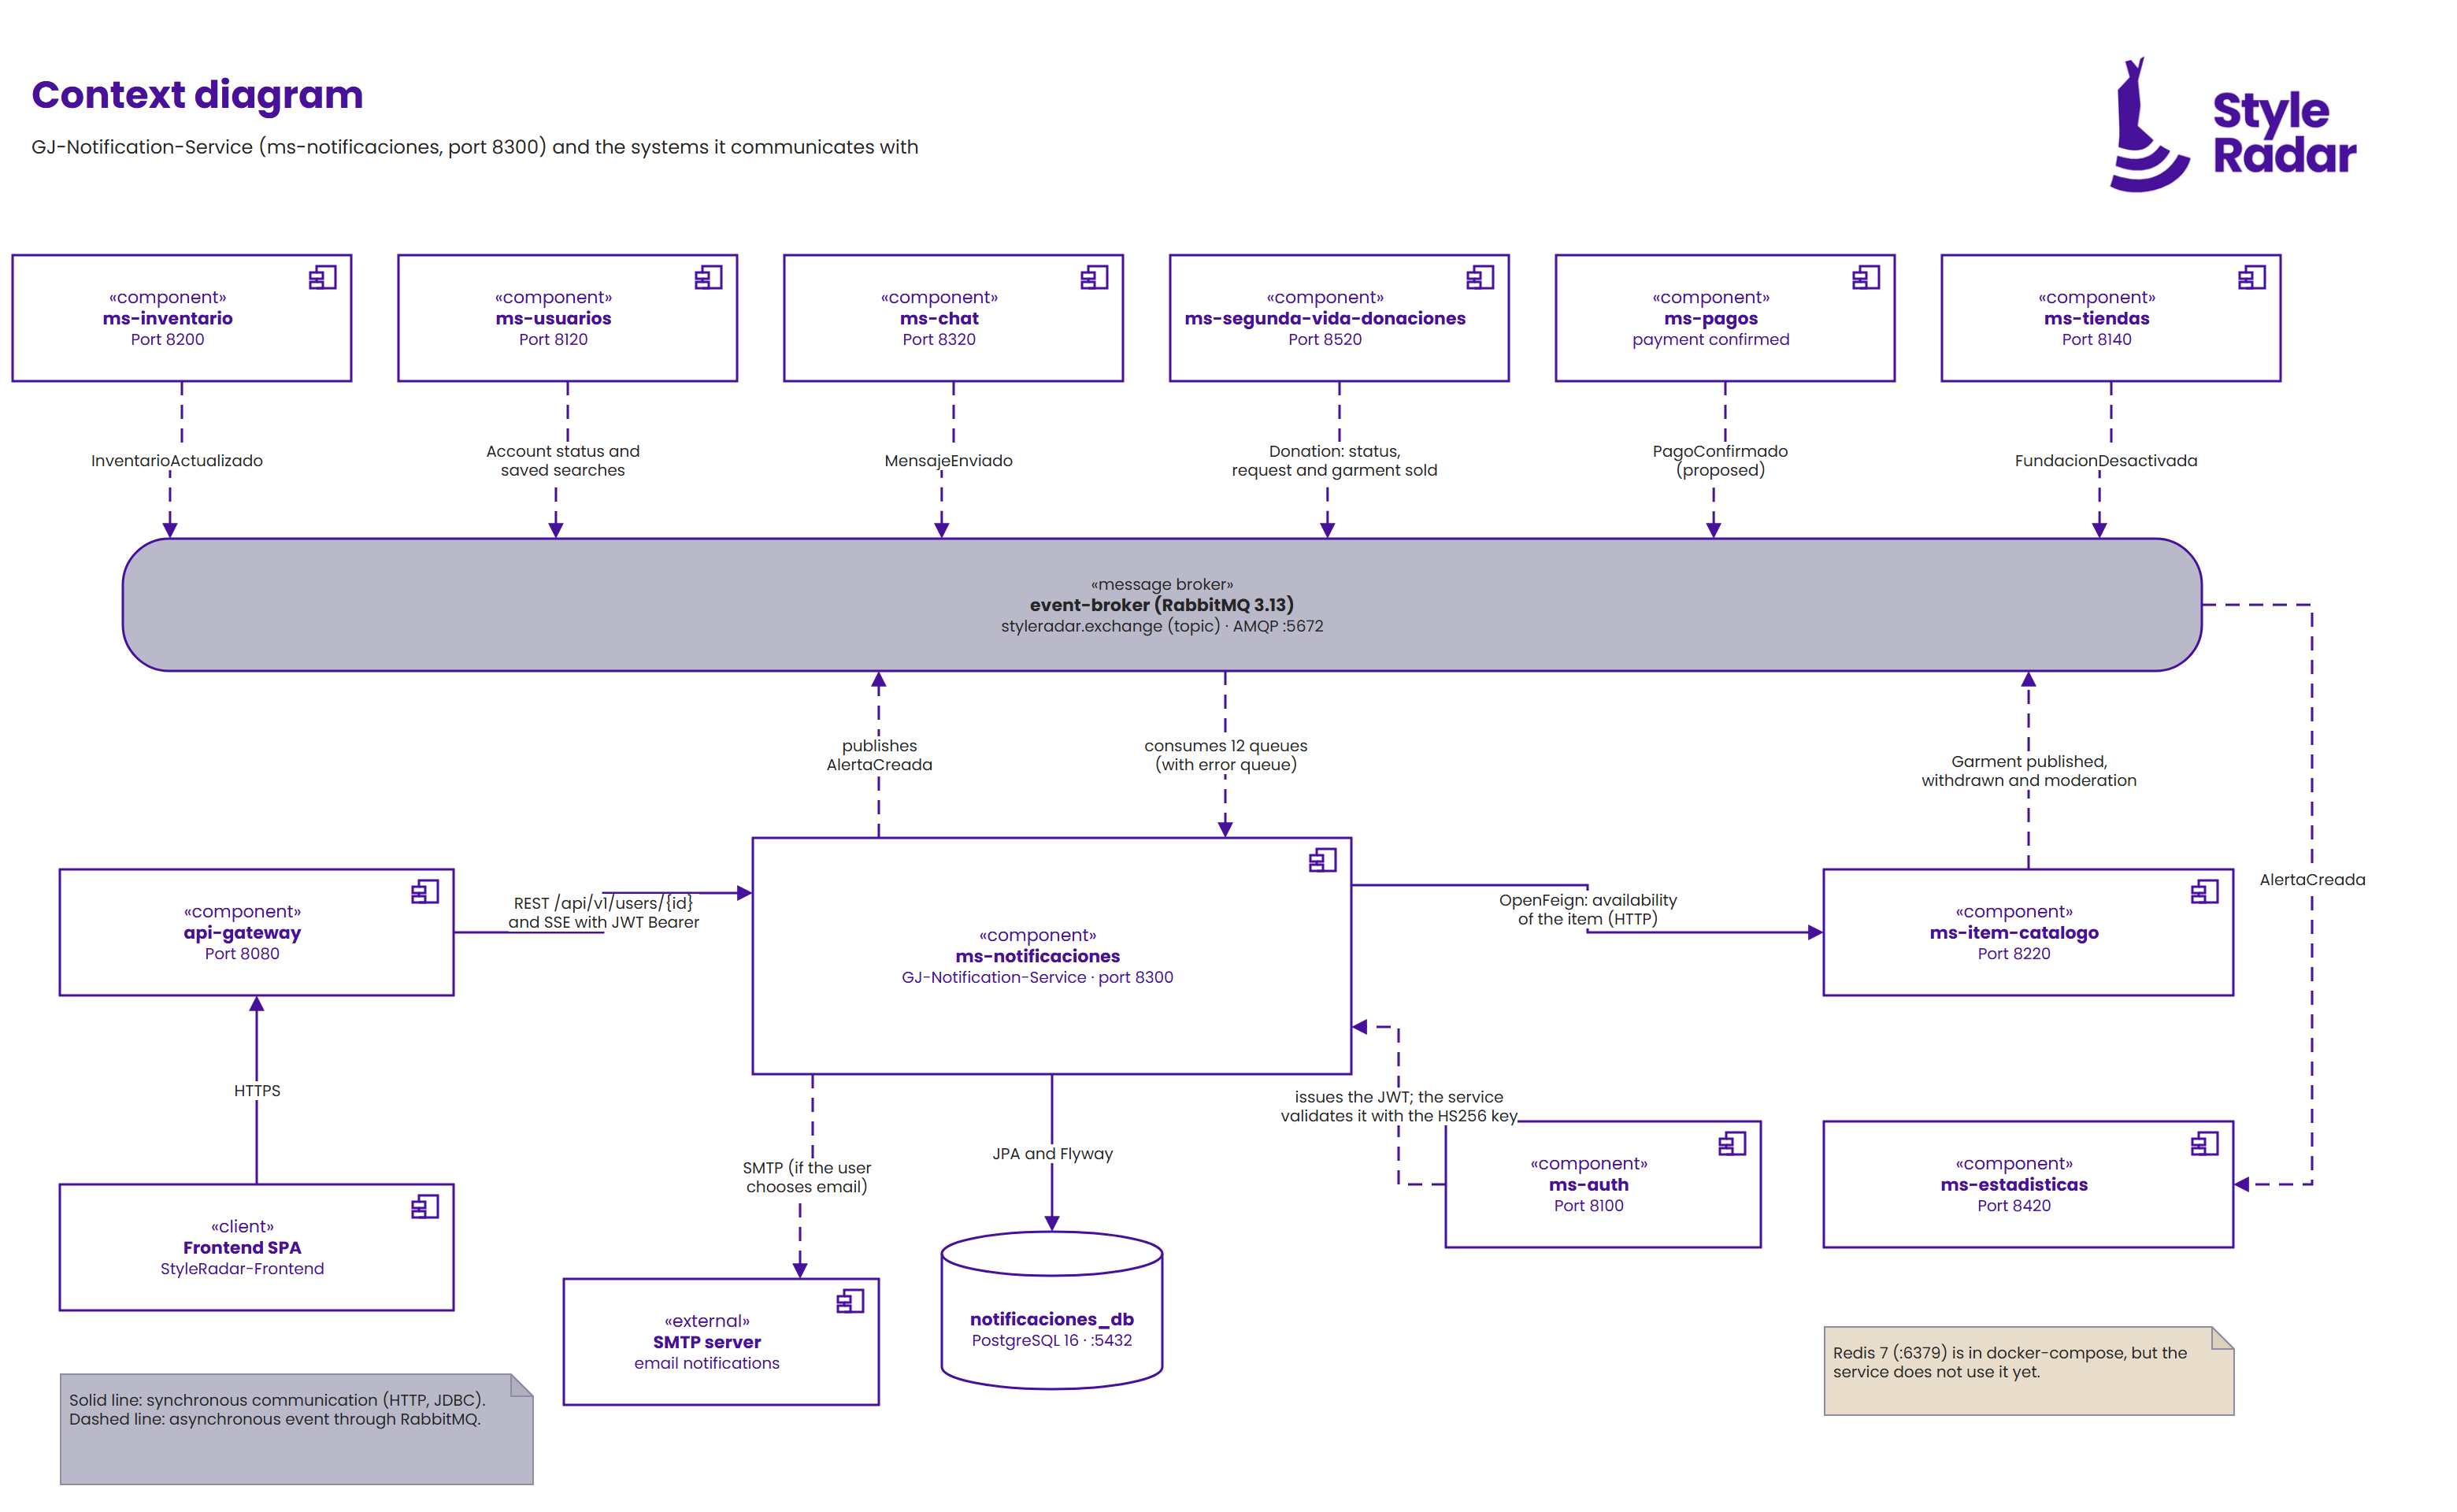 Context diagram
GJ-Notification-Service (ms-notificaciones, port 8300) and the systems it communicates with
Style
Radar
«component»
ms-inventario
Port 8200
«component»
ms-usuarios
Port 8120
«component»
ms-chat
Port 8320
«component»
ms-segunda-vida-donaciones
Port 8520
«component»
ms-pagos
payment confirmed
«component»
ms-tiendas
Port 8140
InventarioActualizado
Account status and
saved searches
MensajeEnviado
Donation: status,
request and garment sold
PagoConfirmado
(proposed)
FundacionDesactivada
«message broker»
event-broker (RabbitMQ 3.13)
styleradar.exchange (topic) · AMQP :5672
publishes
AlertaCreada
consumes 12 queues
(with error queue)
Garment published,
withdrawn and moderation
AlertaCreada
«component»
api-gateway
Port 8080
REST /api/v1/users/{id}
and SSE with JWT Bearer
«component»
ms-notificaciones
GJ-Notification-Service · port 8300
OpenFeign: availability
of the item (HTTP)
«component»
ms-item-catalogo
Port 8220
HTTPS
issues the JWT; the service
validates it with the HS256 key
SMTP (if the user
chooses email)
JPA and Flyway
«component»
ms-auth
Port 8100
«component»
ms-estadisticas
Port 8420
«client»
Frontend SPA
StyleRadar-Frontend
«external»
SMTP server
email notifications
notificaciones_db
PostgreSQL 16 · :5432
Redis 7 (:6379) is in docker-compose, but the
service does not use it yet.
Solid line: synchronous communication (HTTP, JDBC).
Dashed line: asynchronous event through RabbitMQ.